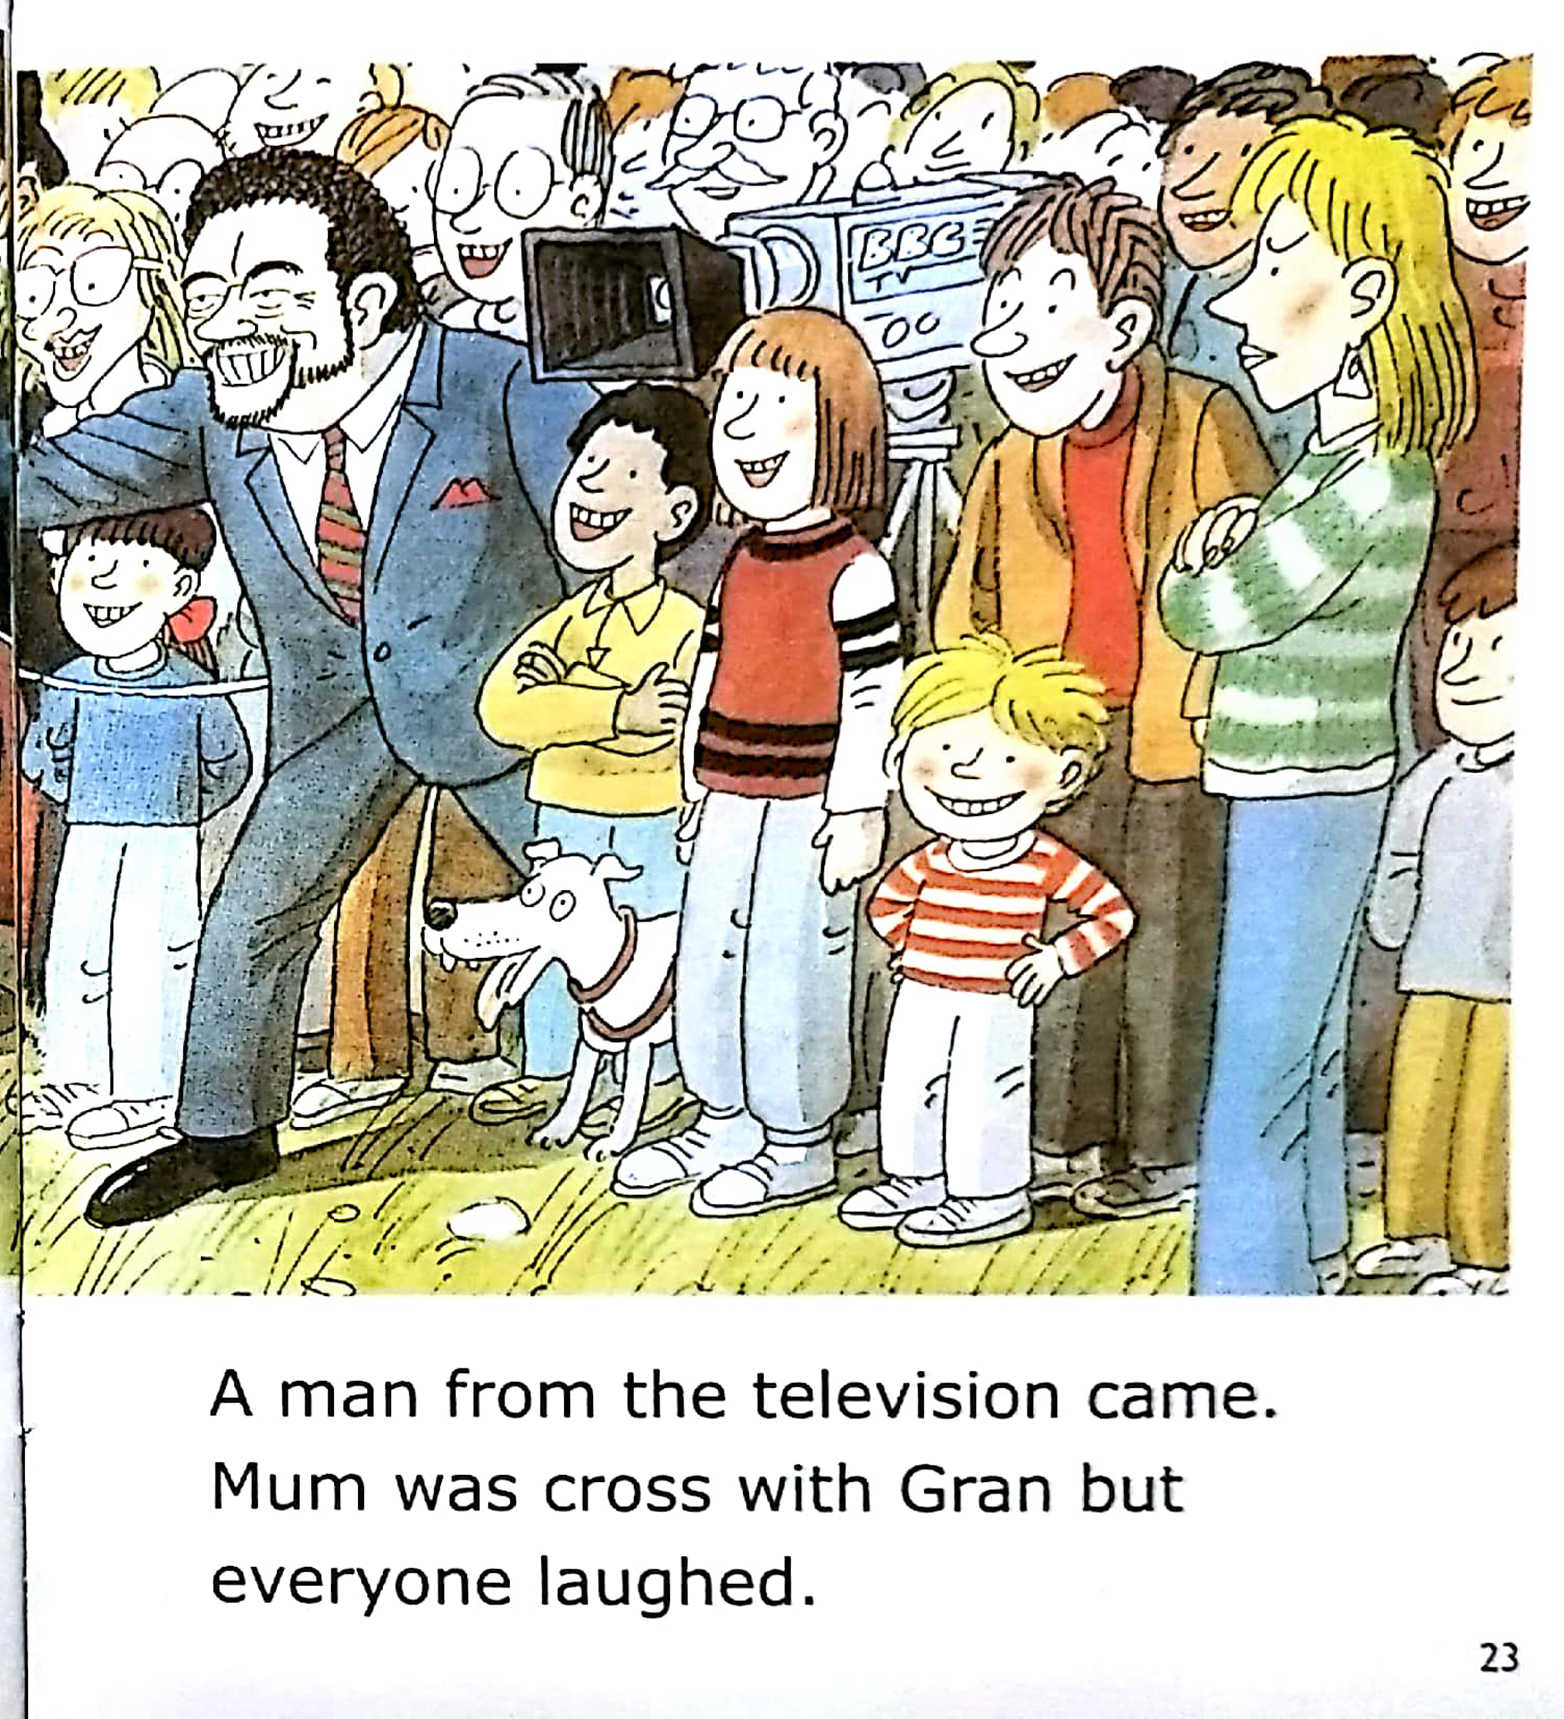 BBC
TV
A man from the television came.
Mum was cross with Gran but
everyone laughed.
23